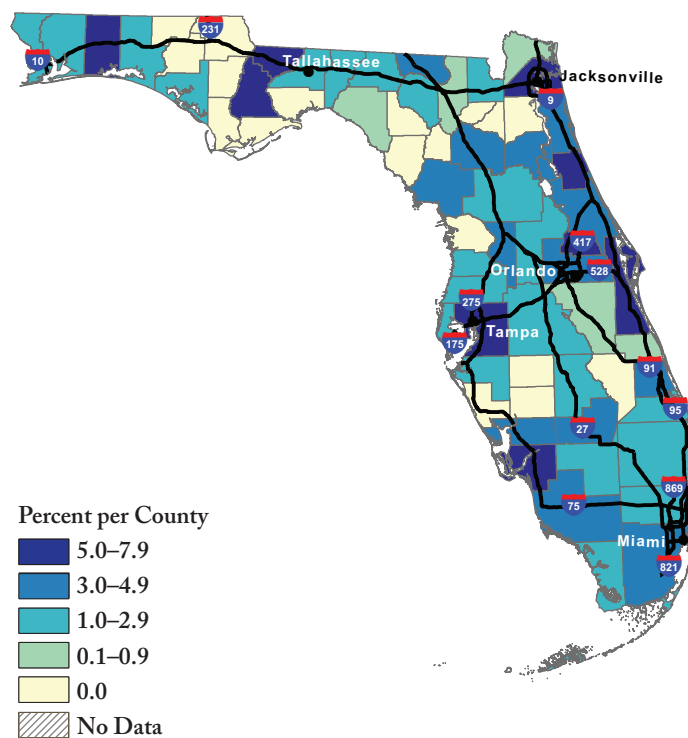 231
10
Tallahassee
Jacksonville
9
417
Orlando
528
275
Tampa
175
91
95
27
869
75
Miami
821
Percent per County
5.0–7.9
3.0–4.9
1.0–2.9
0.1–0.9
0.0
No Data